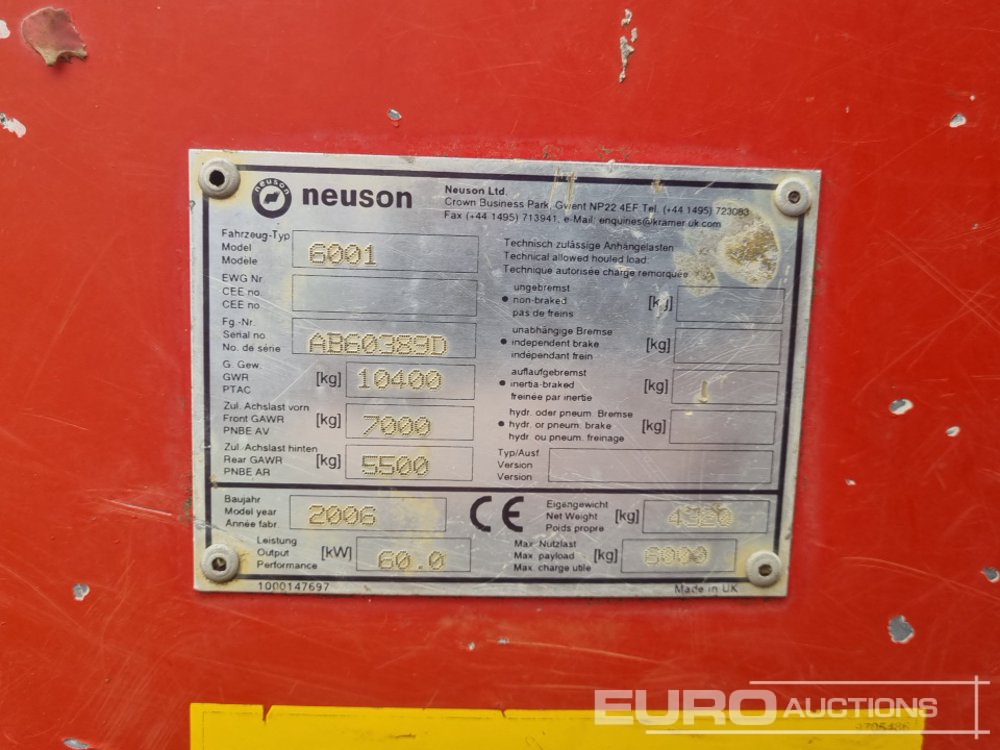 neuson
neuson
Neuson Ltd.
Crown Business Park, Gwent NP22 4EF Tel. (+44 1495) 723083
Fax (+44 1495) 713941, e-Mail: enquiries@kramer.uk.com
Fahrzeug-Typ
Model
Modèle
6001
EWG Nr
CEE no.
CEE no.
Fg.-Nr.
Serial no.
No. de série
AB60389D
G. Gew.
GWR
PTAC
[kg]
10400
Zul. Achslast vorn
Front GAWR
PNBE AV
[kg]
7000
Zul. Achslast hinten
Rear GAWR
PNBE AR
[kg]
5500
Technisch zulässige Anhängelasten
Technical allowed houled load:
Technique autorisée charge remorquée
ungebremst
• non-braked
pas de freins
[kg]
unabhängige Bremse
• independent brake
indépendant frein
[kg]
auflaufgebremst
• inertia-braked
freinée par inertie
[kg]
hydr. oder pneum. Bremse
• hydr. or pneum. brake
hydr. ou pneum. freinage
[kg]
Typ/Ausf.
Version
Version
Baujahr
Model year
Année fabr.
2006
CE
Eigengewicht
Net Weight
Poids propre
[kg]
4920
Leistung
Output
Performance
[kW]
60.0
Max. Nutzlast
Max. payload
Max. charge utile
[kg]
6000
1000147697
Made in UK
EURO AUCTIONS